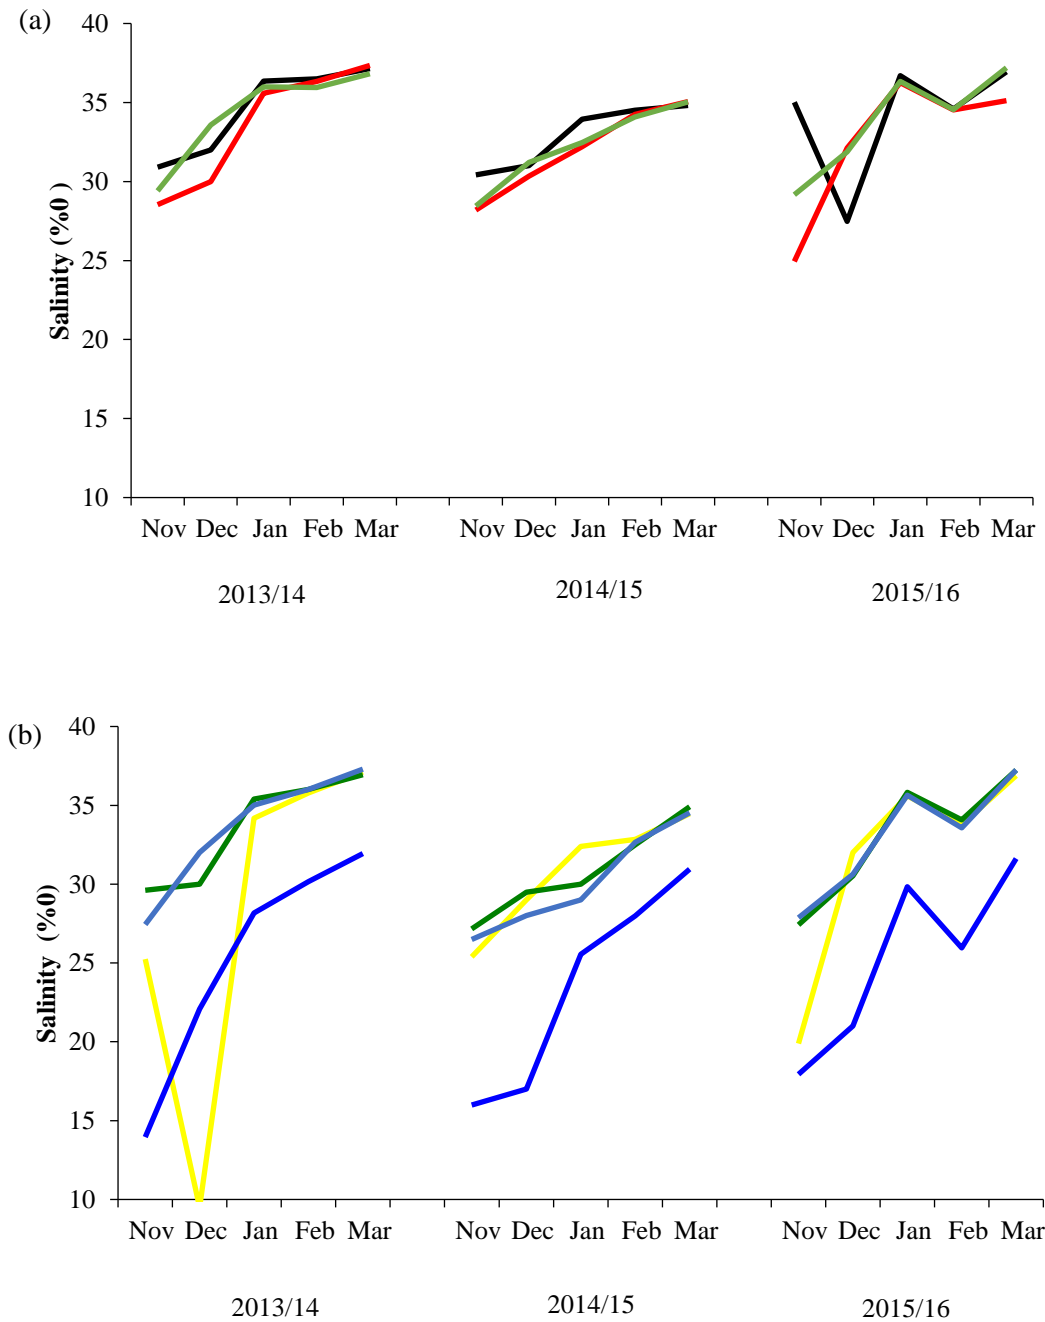 (a)
40
35
30
25
20
15
10
Salinity (%0 )
Nov Dec Jan Feb Mar Nov Dec Jan Feb Mar Nov Dec Jan Feb Mar
2013/14 2014/15 2015/16
(b)
40
35
30
25
20
15
10
Salinity (%0)
Nov Dec Jan Feb Mar Nov Dec Jan Feb Mar Nov Dec Jan Feb Mar
2013/14 2014/15 2015/16